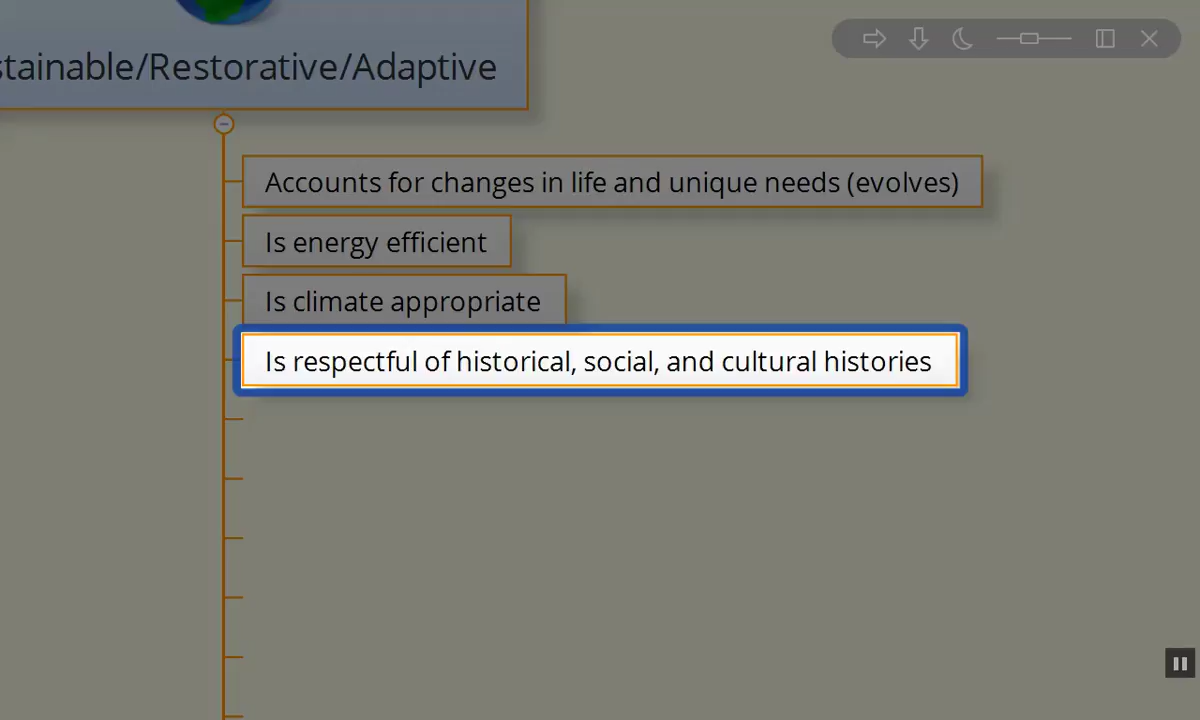 stainable/Restorative/Adaptive
Accounts for changes in life and unique needs (evolves)
Is energy efficient
Is climate appropriate
Is respectful of historical, social, and cultural histories